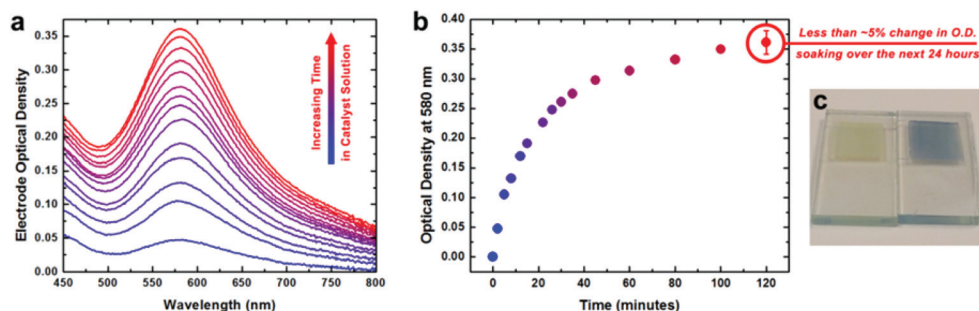 a
Electrode Optical Density
0.35
0.30
0.25
0.20
0.15
0.10
0.05
0.00
450
500
550
600
650
700
750
800
Wavelength (nm)
Increasing Time
in Catalyst Solution
b
Optical Density at 580 nm
0.40
0.35
0.30
0.25
0.20
0.15
0.10
0.05
0.00
0
20
40
60
80
100
120
Time (minutes)
Less than ~5% change in O.D.
soaking over the next 24 hours
c